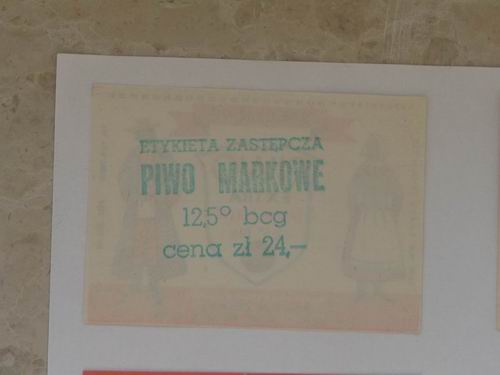 ETYKIETA ZASTĘPCZA
PIWO MARKOWE
12,5° bcg
cena zł 24,—